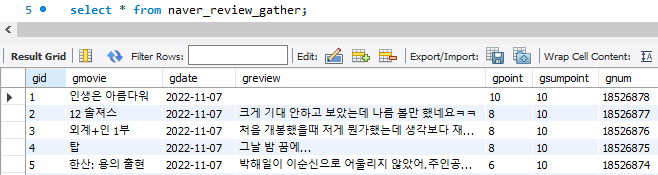 select * from naver_review_gather;
Result Grid Filter Rows: Edit: Export/Import: Wrap Cell Content:
gid gmovie gdate greview gpoint gsumpoint gnum
1 인생은 아름다워 2022-11-07 10 10 18526878
2 12 솔져스 2022-11-07 크게 기대 안하고 보았는데 나름 볼만 했네요ㅋㅋ 8 10 18526877
3 외계+인 1부 2022-11-07 처음 개봉했을때 저게 뭔가했는데 생각보다 재... 8 10 18526876
4 탑 2022-11-07 그날 밤 꿈에... 8 10 18526875
5 한산: 용의 출현 2022-11-07 박해일이 이순신으로 어울리지 않았어.주인공... 6 10 18526874